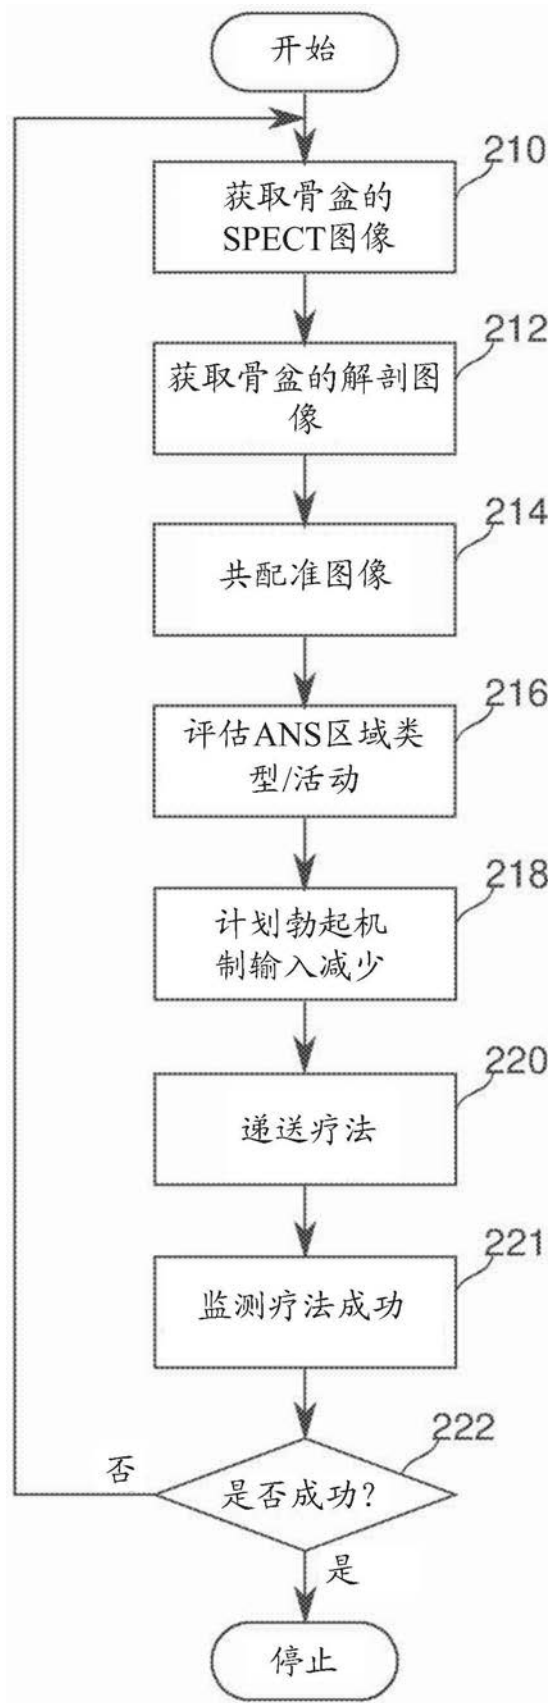 开始
210
获取骨盆的
SPECT图像
212
获取骨盆的解剖图
像
214
共配准图像
216
评估ANS区域类
型/活动
218
计划勃起机
制输入减少
220
递送疗法
221
监测疗法成功
222
否
是否成功?
是
停止